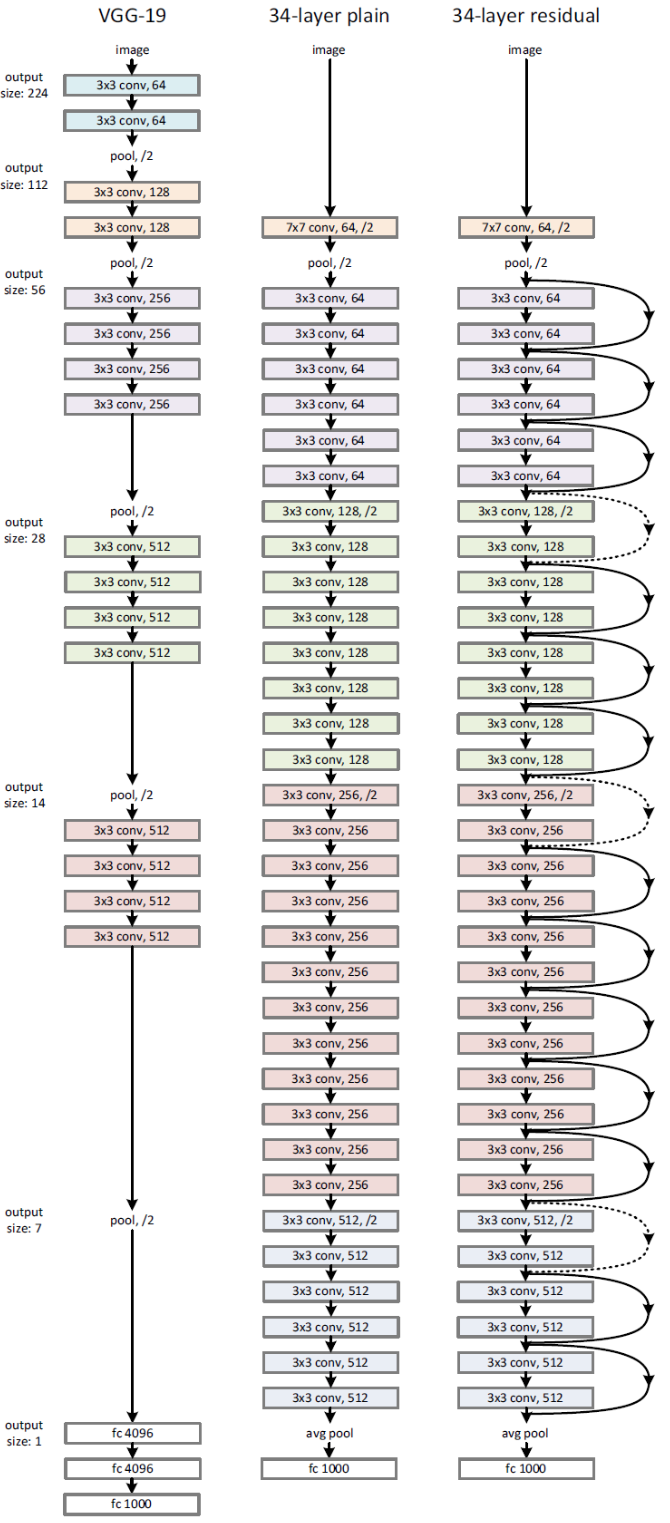 output
size: 224
output
size: 112
output
size: 56
output
size: 28
output
size: 14
output
size: 7
output
size: 1
VGG-19
image
3x3 conv, 64
3x3 conv, 64
pool, /2
3x3 conv, 128
3x3 conv, 128
pool, /2
3x3 conv, 256
3x3 conv, 256
3x3 conv, 256
3x3 conv, 256
pool, /2
3x3 conv, 512
3x3 conv, 512
3x3 conv, 512
3x3 conv, 512
pool, /2
3x3 conv, 512
3x3 conv, 512
3x3 conv, 512
3x3 conv, 512
pool, /2
fc 4096
fc 4096
fc 1000
34-layer plain
image
7x7 conv, 64, /2
pool, /2
3x3 conv, 64
3x3 conv, 64
3x3 conv, 64
3x3 conv, 64
3x3 conv, 64
3x3 conv, 64
3x3 conv, 128, /2
3x3 conv, 128
3x3 conv, 128
3x3 conv, 128
3x3 conv, 128
3x3 conv, 128
3x3 conv, 128
3x3 conv, 128
3x3 conv, 256, /2
3x3 conv, 256
3x3 conv, 256
3x3 conv, 256
3x3 conv, 256
3x3 conv, 256
3x3 conv, 256
3x3 conv, 256
3x3 conv, 256
3x3 conv, 256
3x3 conv, 256
3x3 conv, 256
3x3 conv, 512, /2
3x3 conv, 512
3x3 conv, 512
3x3 conv, 512
3x3 conv, 512
3x3 conv, 512
avg pool
fc 1000
34-layer residual
image
7x7 conv, 64, /2
pool, /2
3x3 conv, 64
3x3 conv, 64
3x3 conv, 64
3x3 conv, 64
3x3 conv, 64
3x3 conv, 64
3x3 conv, 128, /2
3x3 conv, 128
3x3 conv, 128
3x3 conv, 128
3x3 conv, 128
3x3 conv, 128
3x3 conv, 128
3x3 conv, 128
3x3 conv, 256, /2
3x3 conv, 256
3x3 conv, 256
3x3 conv, 256
3x3 conv, 256
3x3 conv, 256
3x3 conv, 256
3x3 conv, 256
3x3 conv, 256
3x3 conv, 256
3x3 conv, 256
3x3 conv, 256
3x3 conv, 512, /2
3x3 conv, 512
3x3 conv, 512
3x3 conv, 512
3x3 conv, 512
3x3 conv, 512
avg pool
fc 1000